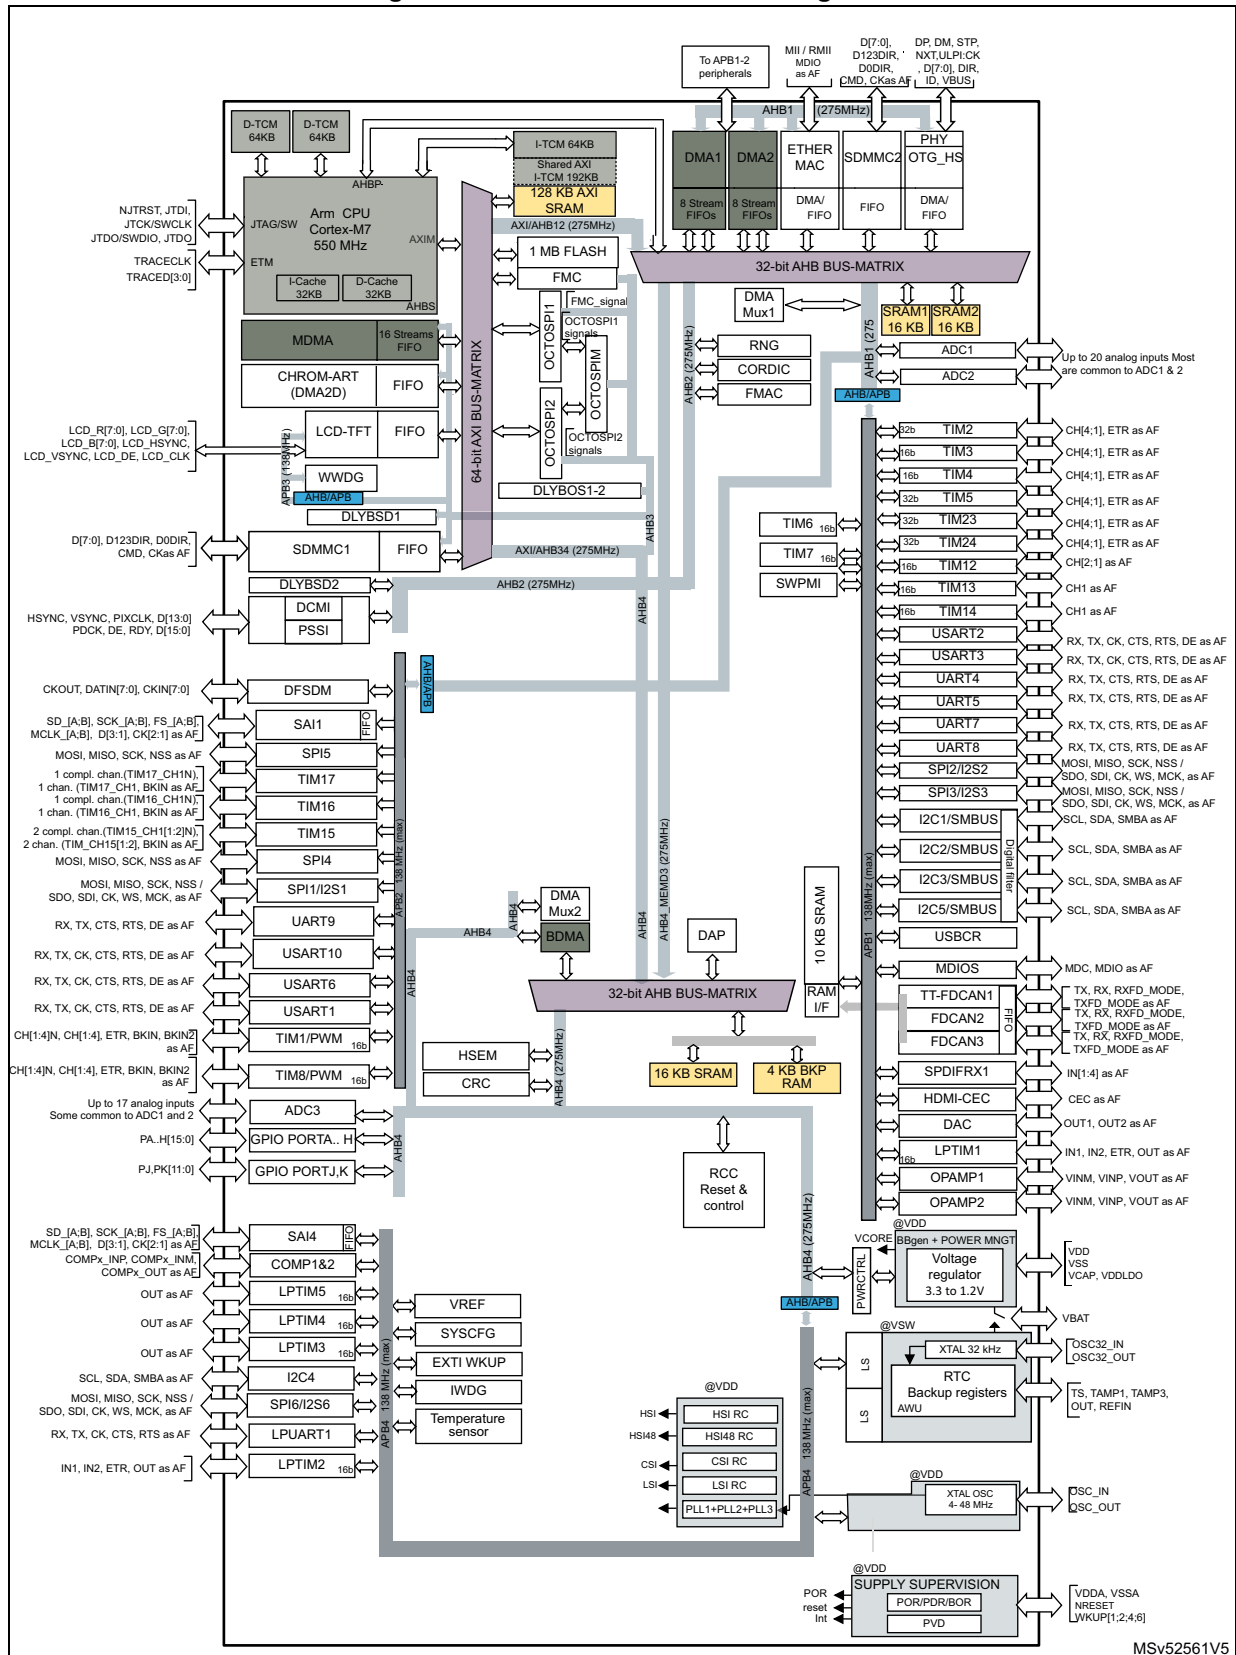 To APB1-2
peripherals
MII / RMII
MDIO
as AF
D[7:0],
D123DIR,
D0DIR,
CMD, CKas AF
DP, DM, STP,
NXT,ULPI:CK
, D[7:0], DIR,
ID, VBUS
AHB1 (275MHz)
D-TCM
64KB
D-TCM
64KB
I-TCM 64KB
Shared AXI
I-TCM 192KB
128 KB AXI
SRAM
AHBP
Arm CPU
Cortex-M7
550 MHz
JTAG/SW
ETM
AXIM
AHBS
I-Cache
32KB
D-Cache
32KB
NJTRST, JTDI,
JTCK/SWCLK
JTDO/SWDIO, JTDO
TRACECLK
TRACED[3:0]
DMA1
8 Stream
FIFOs
DMA2
8 Stream
FIFOs
ETHER
MAC
DMA/
FIFO
SDMMC2
FIFO
PHY
OTG_HS
DMA/
FIFO
AXI/AHB12 (275MHz)
1 MB FLASH
FMC
64-bit AXI BUS-MATRIX
32-bit AHB BUS-MATRIX
FMC_signal
OCTOSPI1
OCTOSPI1
signals
OCTOSPIM
OCTOSPI2
OCTOSPI2
signals
DLYBOS1-2
DMA
Mux1
SRAM1
16 KB
SRAM2
16 KB
RNG
CORDIC
FMAC
AHB2 (275MHz)
AHB1 (275
ADC1
ADC2
Up to 20 analog inputs Most
are common to ADC1 & 2
AHB/APB
MDMA
16 Streams
FIFO
CHROM-ART
(DMA2D)
FIFO
LCD-TFT
FIFO
LCD_R[7:0], LCD_G[7:0],
LCD_B[7:0], LCD_HSYNC,
LCD_VSYNC, LCD_DE, LCD_CLK
WWDG
AHB/APB
APB3 (138MHz)
DLYBSD1
D[7:0], D123DIR, D0DIR,
CMD, CKas AF
SDMMC1
FIFO
AXI/AHB34 (275MHz)
AHB3
DLYBSD2
AHB2 (275MHz)
HSYNC, VSYNC, PIXCLK, D[13:0]
PDCK, DE, RDY, D[15:0]
DCMI
PSSI
AHB/APB
CKOUT, DATIN[7:0], CKIN[7:0]
DFSDM
SD_[A;B], SCK_[A;B], FS_[A;B],
MCLK_[A;B], D[3:1], CK[2:1] as AF
SAI1
FIFO
MOSI, MISO, SCK, NSS as AF
SPI5
1 compl. chan.(TIM17_CH1N),
1 chan. (TIM17_CH1, BKIN as AF
TIM17
1 compl. chan.(TIM16_CH1N),
1 chan. (TIM16_CH1, BKIN as AF
TIM16
2 compl. chan.(TIM15_CH1[1:2]N),
2 chan. (TIM_CH15[1:2], BKIN as AF
TIM15
MOSI, MISO, SCK, NSS as AF
SPI4
MOSI, MISO, SCK, NSS /
SDO, SDI, CK, WS, MCK, as AF
SPI1/I2S1
RX, TX, CTS, RTS, DE as AF
UART9
RX, TX, CK, CTS, RTS, DE as AF
USART10
RX, TX, CK, CTS, RTS, DE as AF
USART6
RX, TX, CK, CTS, RTS, DE as AF
USART1
CH[1:4]N, CH[1:4], ETR, BKIN, BKIN2
as AF
TIM1/PWM 16b
CH[1:4]N, CH[1:4], ETR, BKIN, BKIN2
as AF
TIM8/PWM 16b
APB2 138 MHz (max)
Up to 17 analog inputs
Some common to ADC1 and 2
ADC3
PA..H[15:0]
GPIO PORTA.. H
PJ,PK[11:0]
GPIO PORTJ,K
AHB4
AHB4
AHB4
AHB4
AHB4
AHB4
AHB4_MEMD3 (275MHz)
DMA
Mux2
BDMA
DAP
32-bit AHB BUS-MATRIX
HSEM
CRC
AHB4 (275MHz)
16 KB SRAM
4 KB BKP
RAM
10 KB SRAM
RAM
I/F
RCC
Reset &
control
AHB4 (275MHz)
AHB/APB
TIM6 16b
TIM7 16b
SWPMI
APB1 138MHz (max)
32b TIM2
CH[4;1], ETR as AF
16b TIM3
CH[4;1], ETR as AF
16b TIM4
CH[4;1], ETR as AF
32b TIM5
CH[4;1], ETR as AF
32b TIM23
CH[4;1], ETR as AF
32b TIM24
CH[4;1], ETR as AF
16b TIM12
CH[2;1] as AF
16b TIM13
CH1 as AF
16b TIM14
CH1 as AF
USART2
RX, TX, CK, CTS, RTS, DE as AF
USART3
RX, TX, CK, CTS, RTS, DE as AF
UART4
RX, TX, CTS, RTS, DE as AF
UART5
RX, TX, CTS, RTS, DE as AF
UART7
RX, TX, CTS, RTS, DE as AF
UART8
RX, TX, CTS, RTS, DE as AF
SPI2/I2S2
MOSI, MISO, SCK, NSS /
SDO, SDI, CK, WS, MCK, as AF
SPI3/I2S3
MOSI, MISO, SCK, NSS /
SDO, SDI, CK, WS, MCK, as AF
I2C1/SMBUS
SCL, SDA, SMBA as AF
I2C2/SMBUS
SCL, SDA, SMBA as AF
I2C3/SMBUS
SCL, SDA, SMBA as AF
I2C5/SMBUS
SCL, SDA, SMBA as AF
Digital filter
USBCR
MDIOS
MDC, MDIO as AF
TT-FDCAN1
TX, RX, RXFD_MODE,
TXFD_MODE as AF
FDCAN2
TX, RX, RXFD_MODE,
TXFD_MODE as AF
FDCAN3
TX, RX, RXFD_MODE,
TXFD_MODE as AF
FIFO
SPDIFRX1
IN[1:4] as AF
HDMI-CEC
CEC as AF
DAC
OUT1, OUT2 as AF
16b LPTIM1
IN1, IN2, ETR, OUT as AF
OPAMP1
VINM, VINP, VOUT as AF
OPAMP2
VINM, VINP, VOUT as AF
SD_[A;B], SCK_[A;B], FS_[A;B],
MCLK_[A;B], D[3:1], CK[2:1] as AF
SAI4
FIFO
COMPx_INP, COMPx_INM,
COMPx_OUT as AF
COMP1&2
OUT as AF
LPTIM5 16b
OUT as AF
LPTIM4 16b
OUT as AF
LPTIM3 16b
SCL, SDA, SMBA as AF
I2C4
MOSI, MISO, SCK, NSS /
SDO, SDI, CK, WS, MCK, as AF
SPI6/I2S6
RX, TX, CK, CTS, RTS as AF
LPUART1
IN1, IN2, ETR, OUT as AF
LPTIM2 16b
APB4 138 MHz (max)
VREF
SYSCFG
EXTI WKUP
IWDG
Temperature
sensor
@VDD
HSI
HSI RC
HSI48
HSI48 RC
CSI
CSI RC
LSI
LSI RC
PLL1+PLL2+PLL3
APB4 138 MHz (max)
@VDD
VCORE
BBgen + POWER MNGT
Voltage
regulator
3.3 to 1.2V
PWRCTRL
VDD
VSS
VCAP, VDDLDO
VBAT
@VSW
LS
LS
XTAL 32 kHz
RTC
Backup registers
AWU
OSC32_IN
OSC32_OUT
TS, TAMP1, TAMP3,
OUT, REFIN
@VDD
XTAL OSC
4- 48 MHz
OSC_IN
OSC_OUT
@VDD
SUPPLY SUPERVISION
POR/PDR/BOR
PVD
POR
reset
Int
VDDA, VSSA
NRESET
WKUP[1;2;4;6]
MSv52561V5